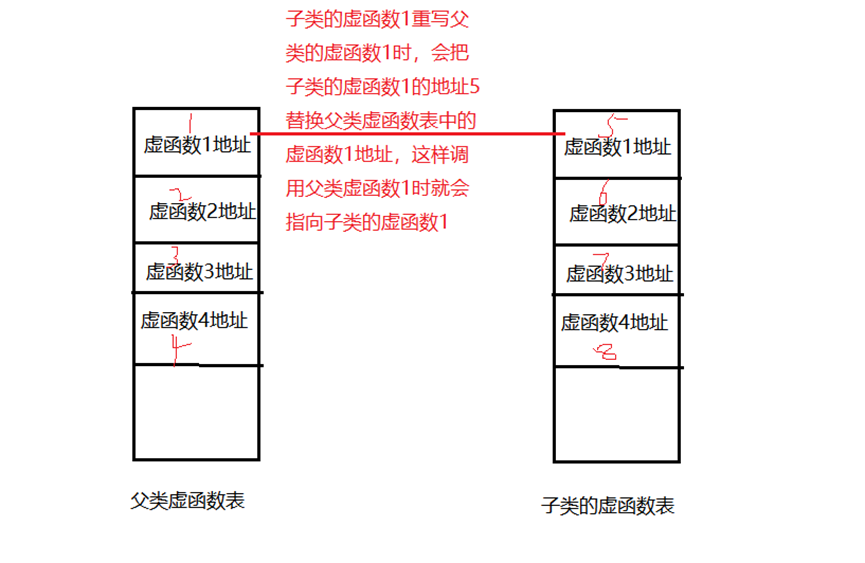 子类的虚函数1重写父
类的虚函数1时，会把
子类的虚函数1的地址5
替换父类虚函数表中的
虚函数1地址，这样调
用父类虚函数1时就会
指向子类的虚函数1
1
虚函数1地址
2
虚函数2地址
3
虚函数3地址
虚函数4地址
4
父类虚函数表
5
虚函数1地址
6
虚函数2地址
7
虚函数3地址
虚函数4地址
8
子类的虚函数表